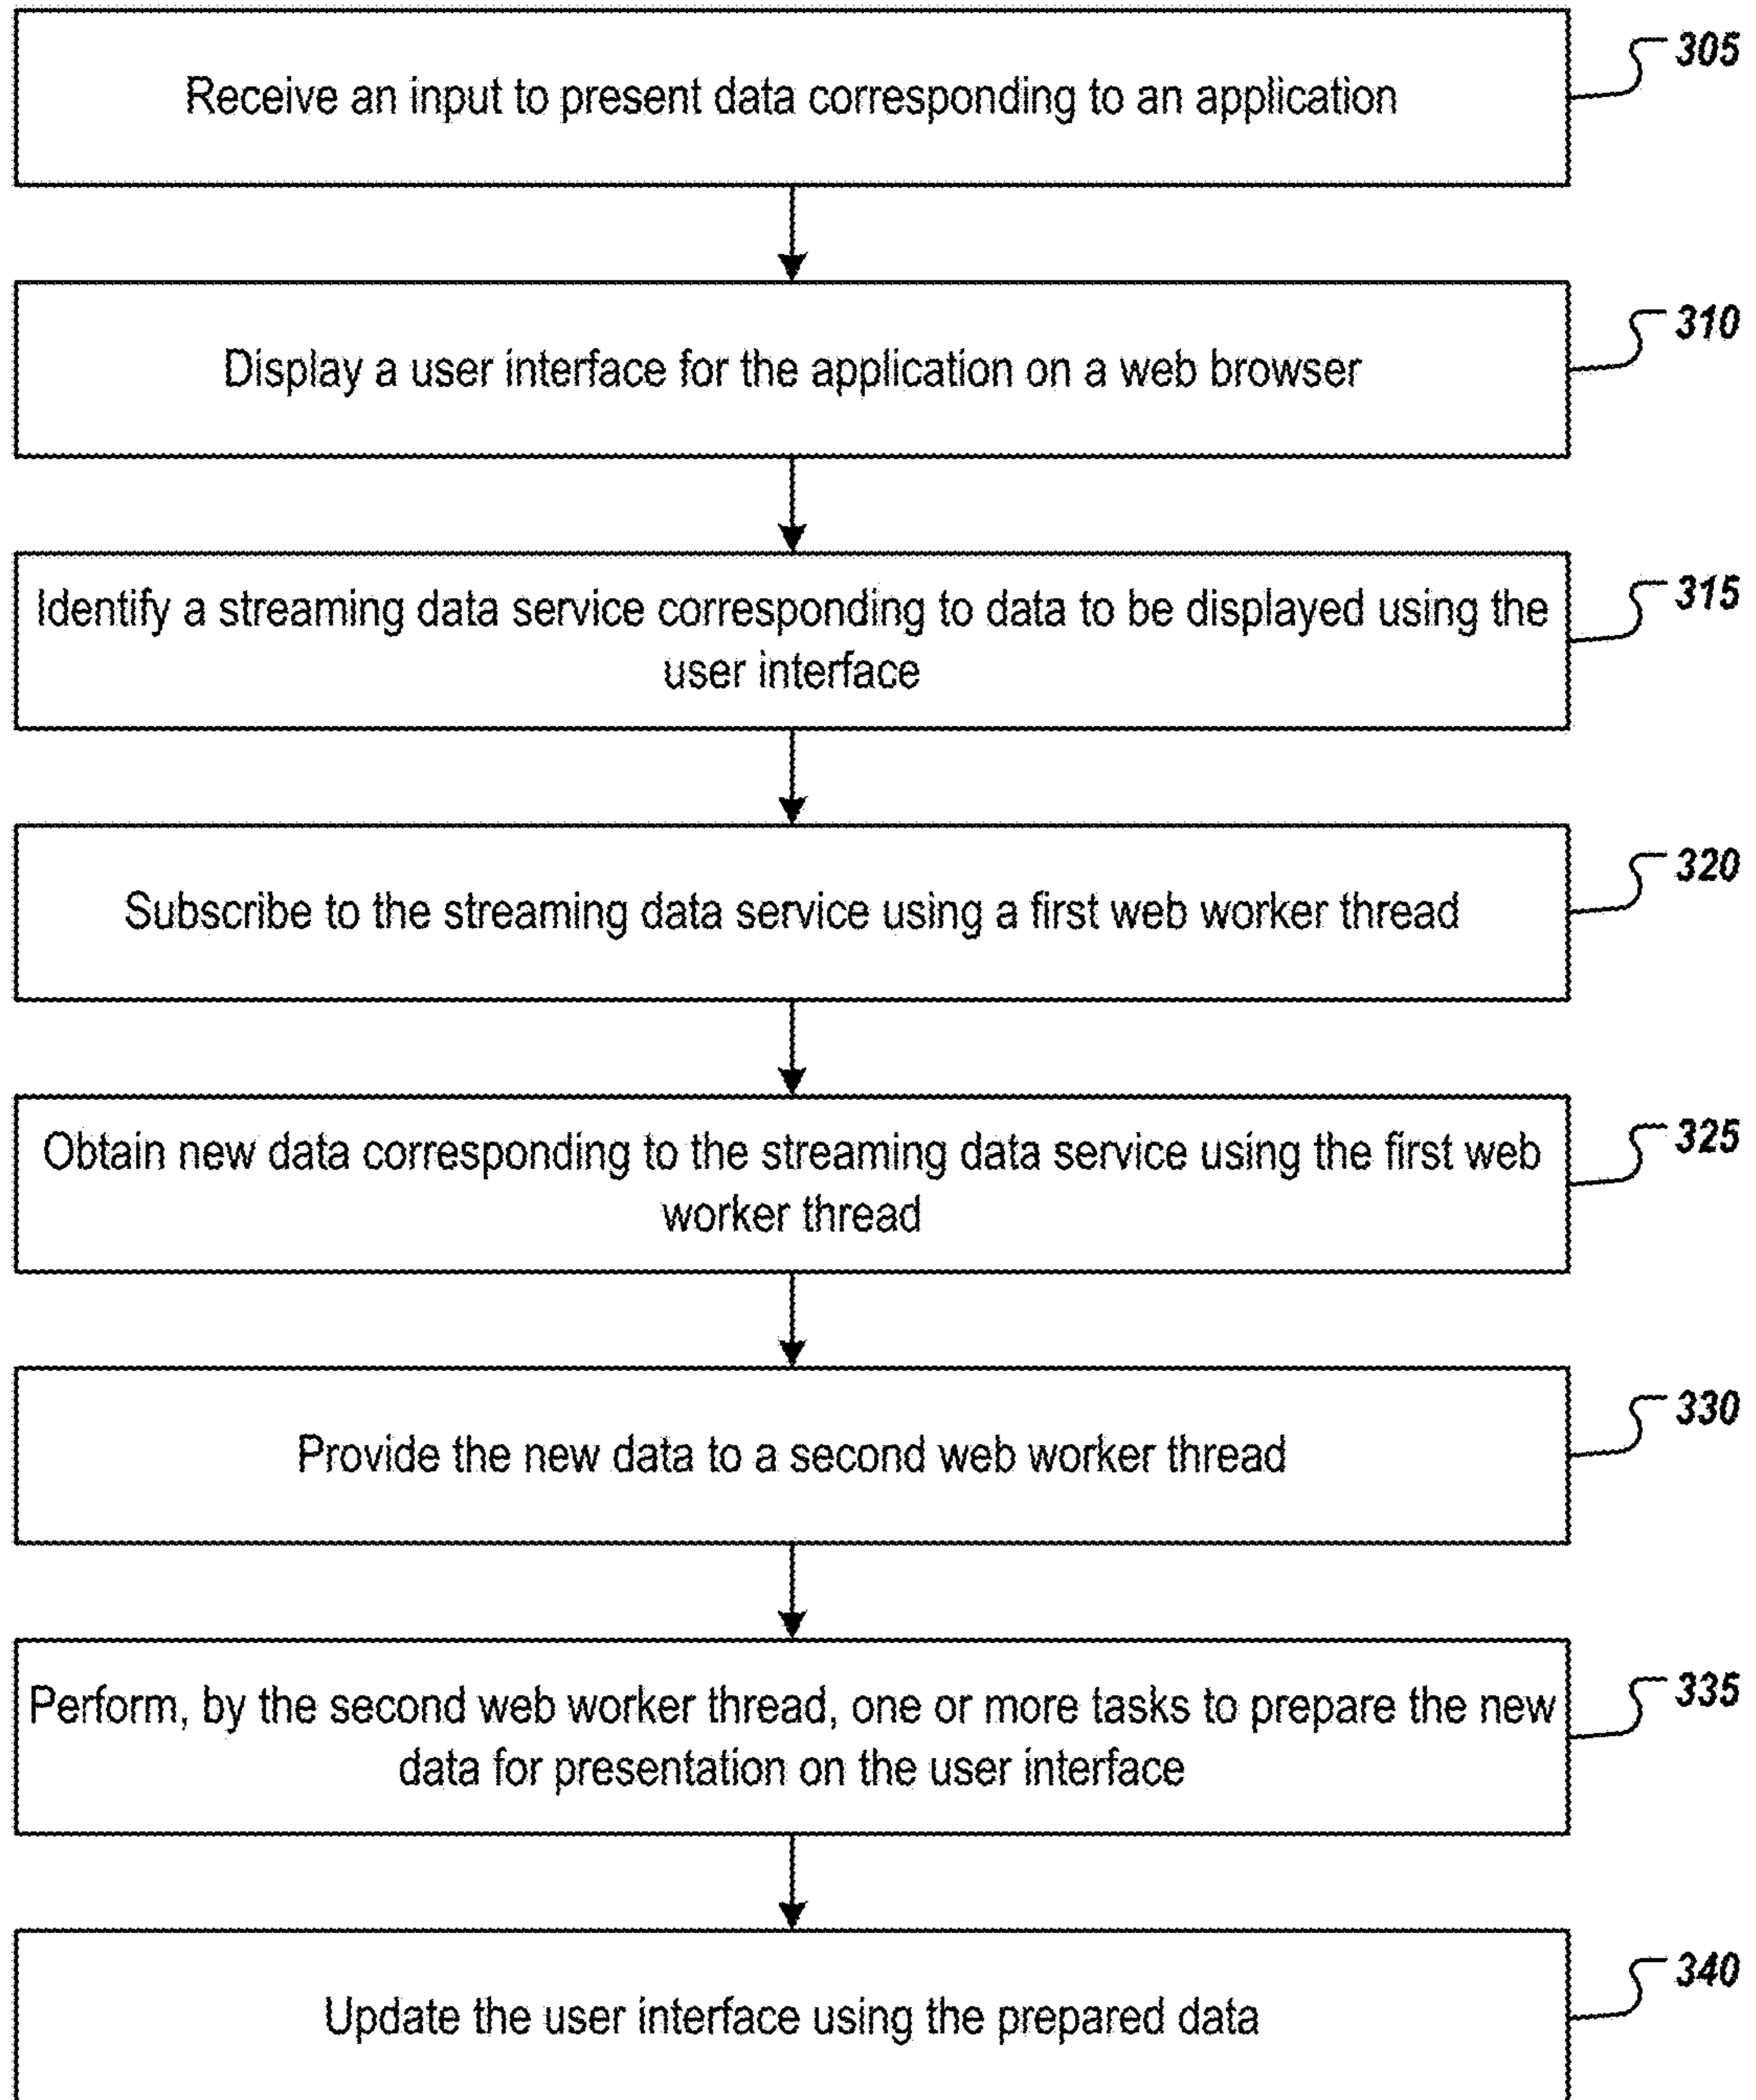 Receive an input to present data corresponding to an application
305
Display a user interface for the application on a web browser
310
Identify a streaming data service corresponding to data to be displayed using the
user interface
315
Subscribe to the streaming data service using a first web worker thread
320
Obtain new data corresponding to the streaming data service using the first web
worker thread
325
Provide the new data to a second web worker thread
330
Perform, by the second web worker thread, one or more tasks to prepare the new
data for presentation on the user interface
335
Update the user interface using the prepared data
340